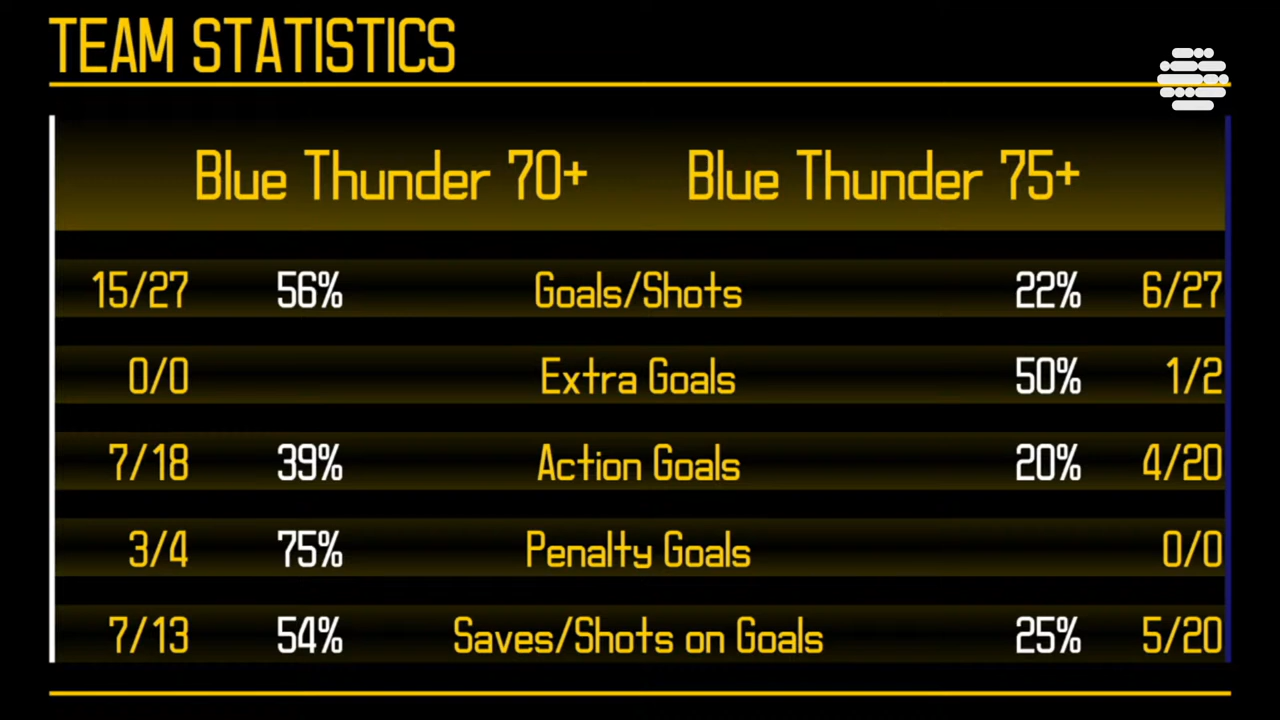 TEAM STATISTICS
Blue Thunder 70+ Blue Thunder 75+
15/27 56% Goals/Shots 22% 6/27
0/0 Extra Goals 50% 1/2
7/18 39% Action Goals 20% 4/20
3/4 75% Penalty Goals 0/0
7/13 54% Saves/Shots on Goals 25% 5/20